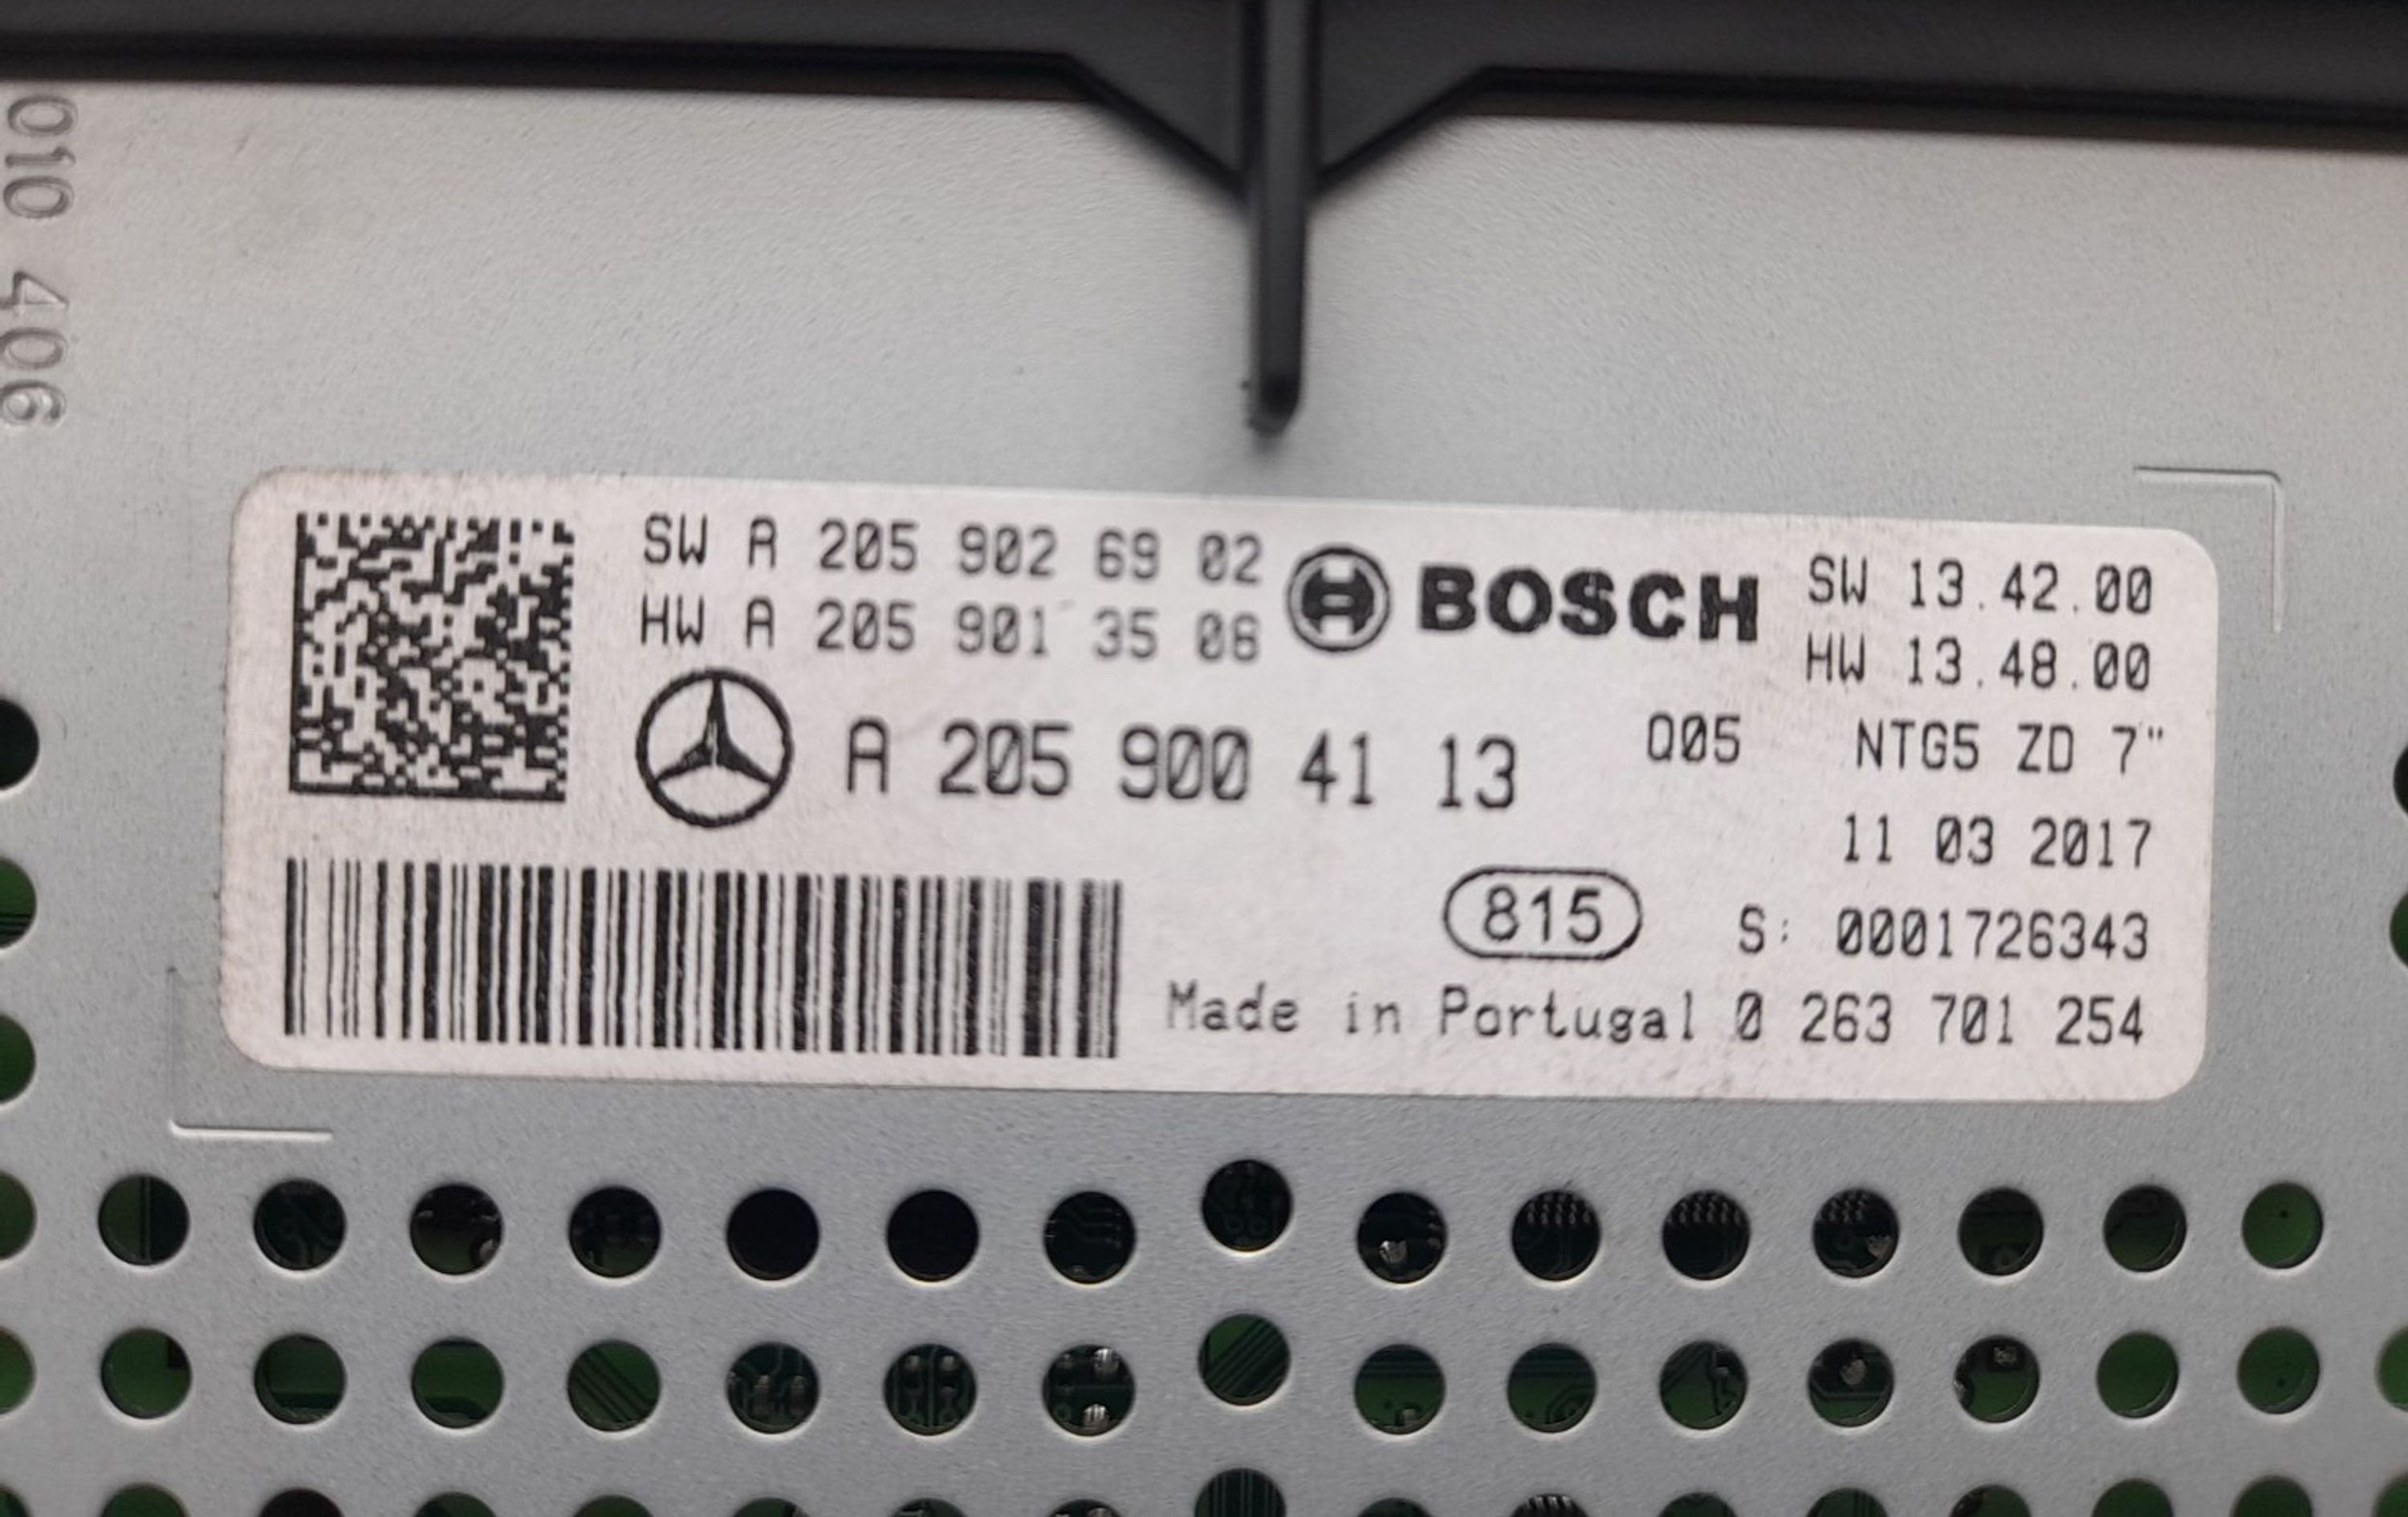 010 406
SW A 205 902 69 02
HW A 205 901 35 06
BOSCH
SW 13.42.00
HW 13.48.00
A 205 900 41 13
Q05
NTG5 ZD 7"
11 03 2017
815
S: 0001726343
Made in Portugal 0 263 701 254